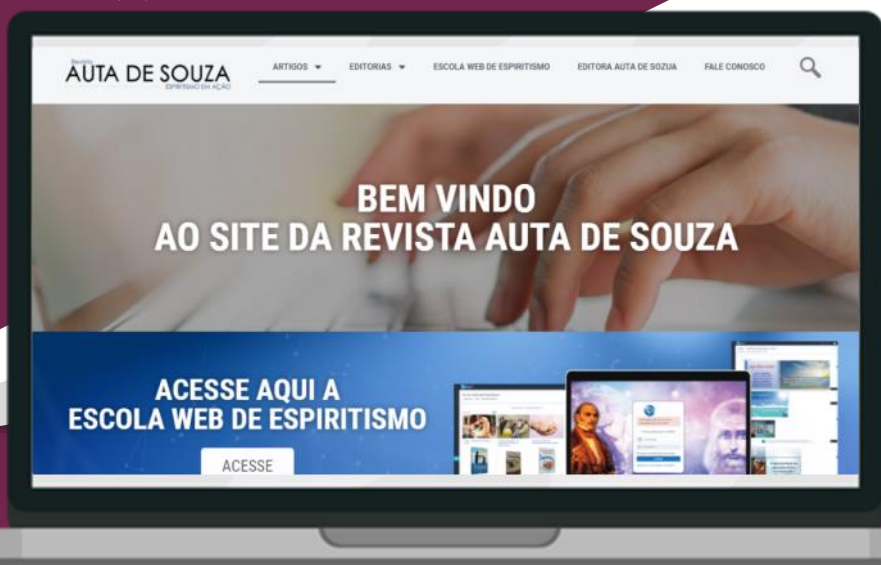 Revista
AUTA DE SOUZA
ESPIRITISMO EM AÇÃO
ARTIGOS
EDITORIAS
ESCOLA WEB DE ESPIRITISMO
EDITORA AUTA DE SOZUA
FALE CONOSCO
BEM VINDO
AO SITE DA REVISTA AUTA DE SOUZA
ACESSE AQUI A
ESCOLA WEB DE ESPIRITISMO
ACESSE